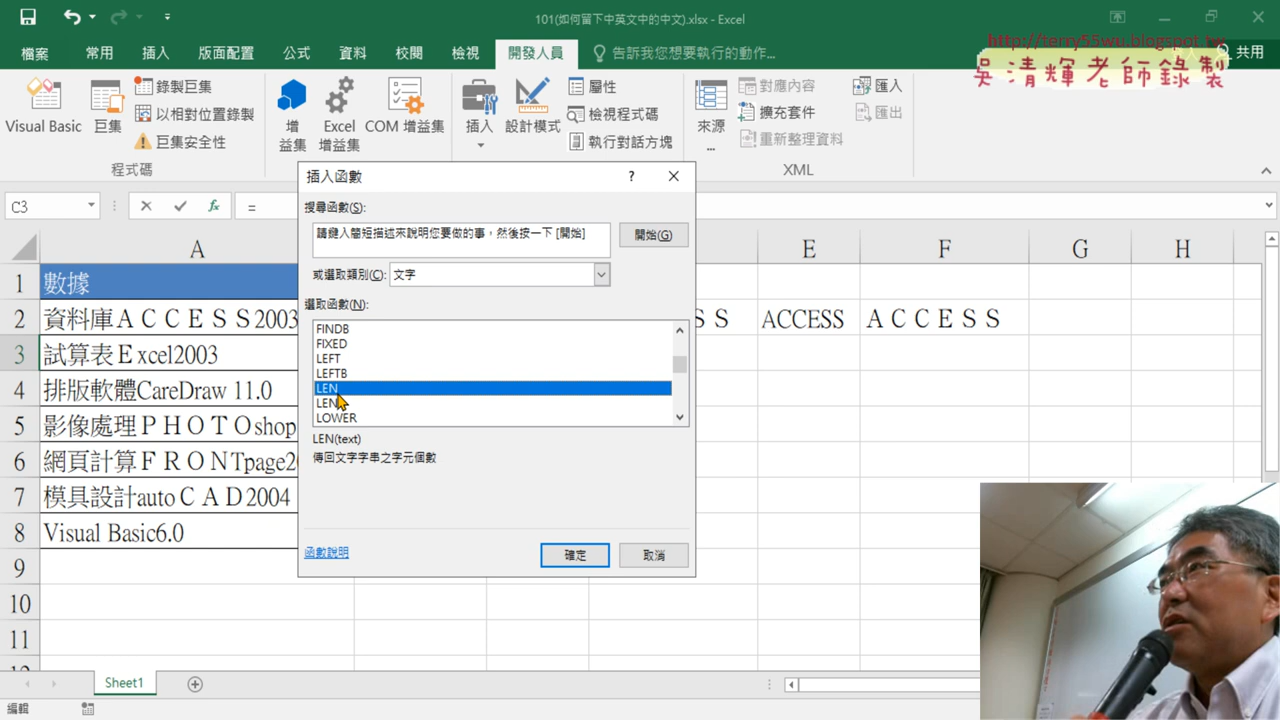 101(如何留下中英文中的中文).xlsx - Excel
http://terry55wu.blogspot.tw
吳清輝老師錄製
檔案 常用 插入 版面配置 公式 資料 校閱 檢視 開發人員 告訴我您想要執行的動作... 共用
Visual Basic 巨集 錄製巨集 以相對位置錄製 巨集安全性
程式碼
增益集 Excel 增益集 COM 增益集
插入 設計模式 屬性 檢視程式碼 執行對話方塊
來源... 對應內容 擴充套件 重新整理資料 匯入 匯出
XML
C3 fx =
插入函數 ?
搜尋函數(S):
請鍵入簡短描述來說明您要做的事，然後按一下 [開始] 開始(G)
或選取類別(C): 文字
選取函數(N):
FINDB
FIXED
LEFT
LEFTB
LEN
LOWER
LEN(text)
傳回文字字串之字元個數
函數說明 確定 取消
A E F G H
1 數據
2 資料庫ＡＣＣＥＳＳ2003 ＳＳ ACCESS ＡＣＣＥＳＳ
3 試算表Ｅxcel2003
4 排版軟體CareDraw 11.0
5 影像處理ＰＨＯＴＯshop
6 網頁計算ＦＲＯＮＴpage2
7 模具設計autoＣＡＤ2004
8 Visual Basic6.0
9
10
11
Sheet1
編輯